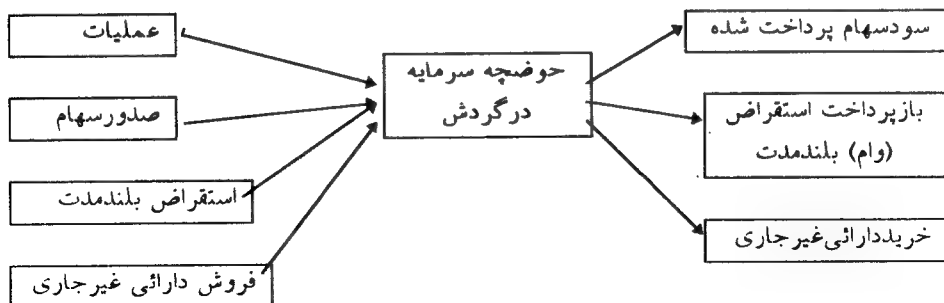 عملیات
صدورسهام
استقراض بلندمدت
فروش دارائی غیرجاری
حوضچه سرمایه
درگردش
سودسهام پرداخت شده
بازپرداخت استقراض
(وام) بلندمدت
خریددارائی غیرجاری